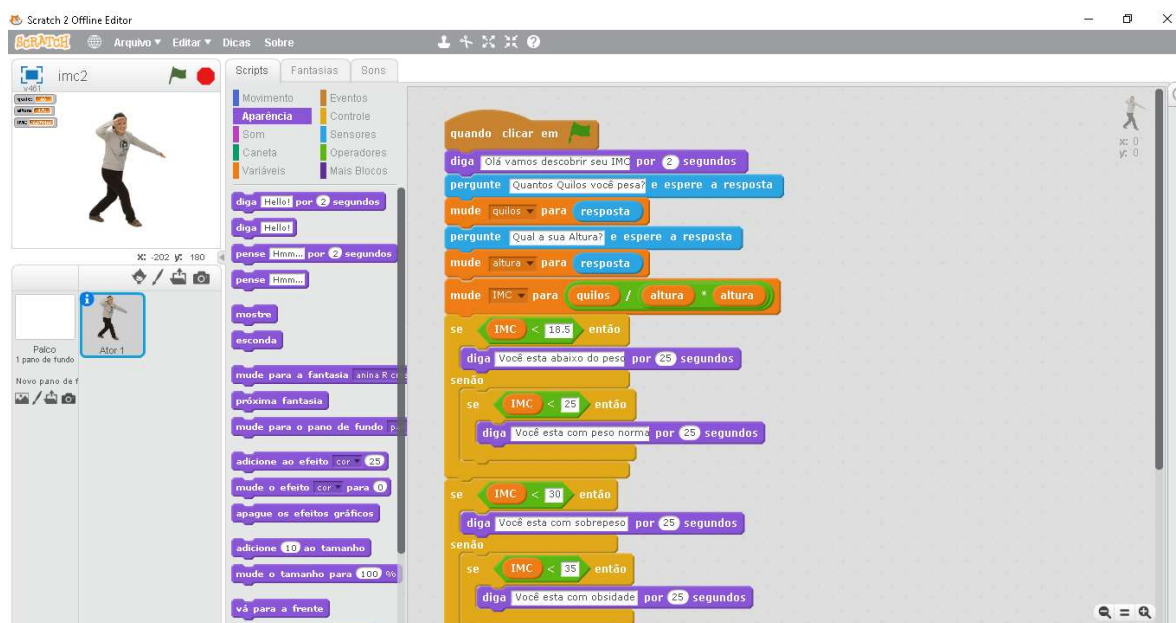 Scratch 2 Offline Editor
SCRATCH Arquivo Editar Dicas Sobre
imc2
v461
quilos
altura
IMC
X: -202 y: 180
Palco
1 pano de fundo
Novo pano de f
Ator 1
Scripts Fantasias Sons
Movimento Eventos
Aparência Controle
Som Sensores
Caneta Operadores
Variáveis Mais Blocos
diga Hello! por 2 segundos
diga Hello!
pense Hmm... por 2 segundos
pense Hmm...
mostre
esconda
mude para a fantasia anina R
próxima fantasia
mude para o pano de fundo
adicione ao efeito cor 25
mude o efeito cor para 0
apague os efeitos gráficos
adicione 10 ao tamanho
mude o tamanho para 100 %
vá para a frente
quando clicar em
diga Olá vamos descobrir seu IMC por 2 segundos
pergunte Quantos Quilos você pesa? e espere a resposta
mude quilos para resposta
pergunte Qual a sua Altura? e espere a resposta
mude altura para resposta
mude IMC para quilos / altura * altura
se IMC < 18.5 então
diga Você esta abaixo do peso por 25 segundos
senão
se IMC < 25 então
diga Você esta com peso norma por 25 segundos
se IMC < 30 então
diga Você esta com sobrepeso por 25 segundos
senão
se IMC < 35 então
diga Você esta com obsidade por 25 segundos
x: 0
y: 0